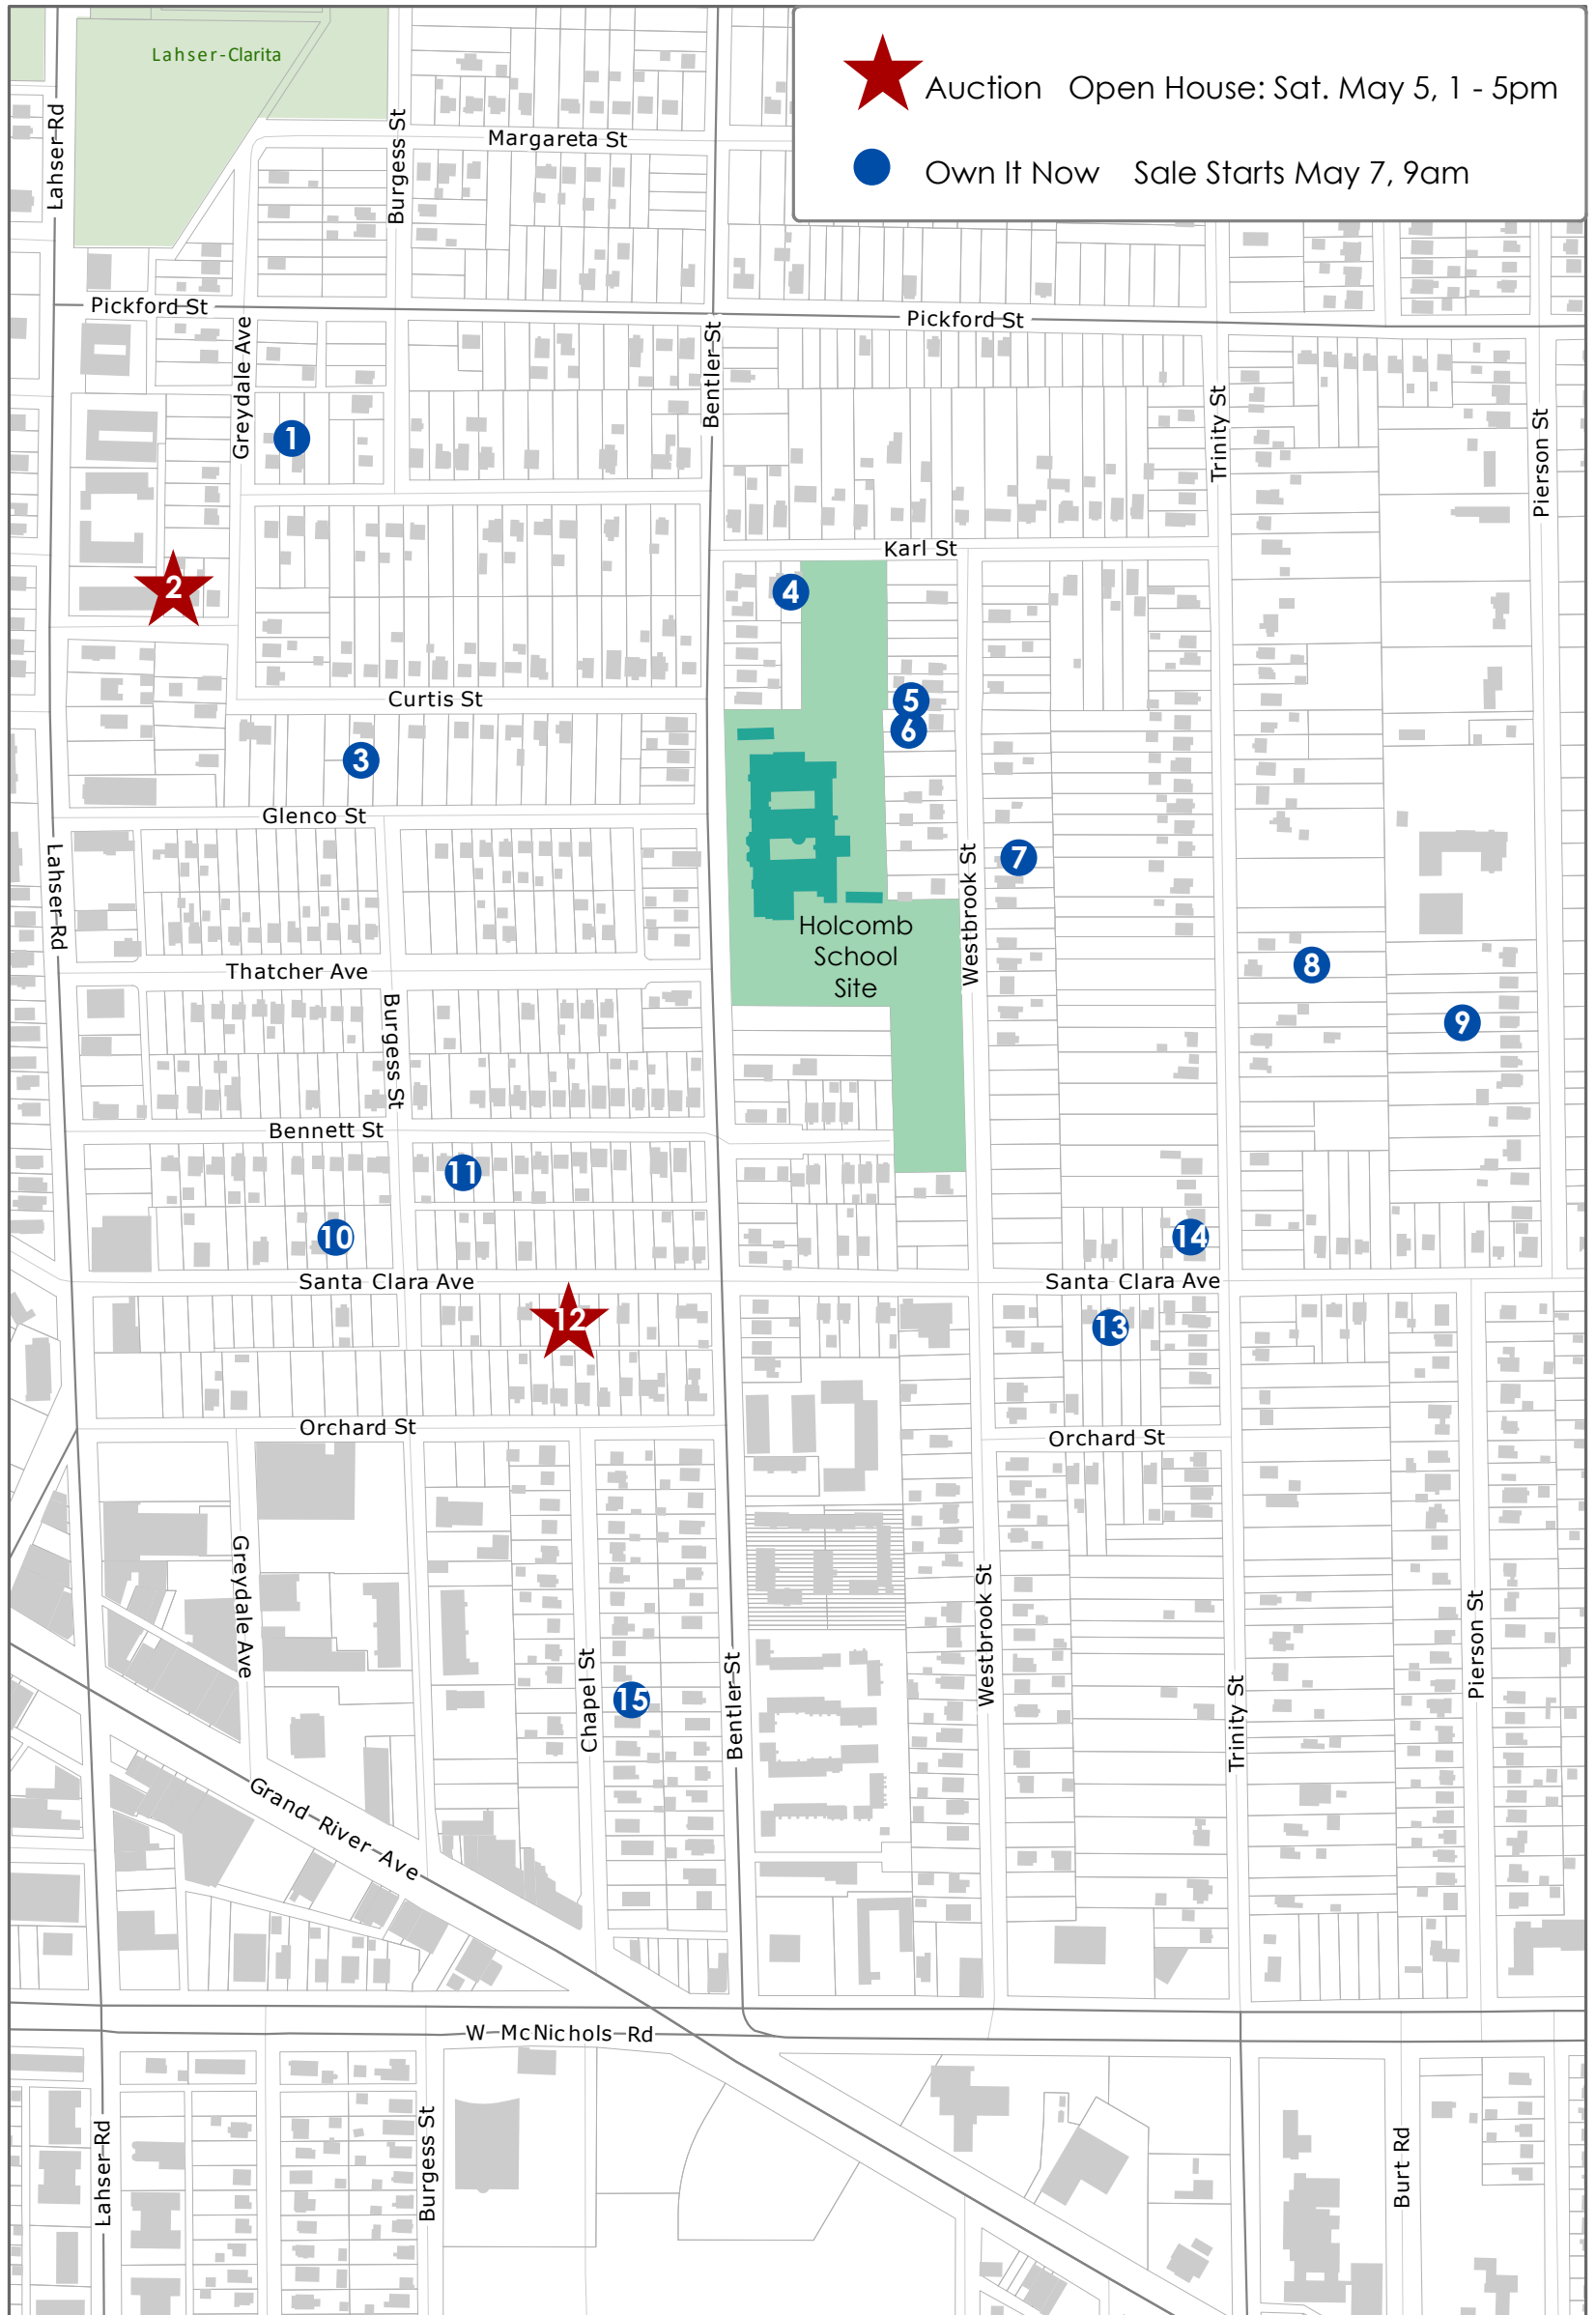 Lahser-Clarita
Auction Open House: Sat. May 5, 1 - 5pm
Own It Now Sale Starts May 7, 9am
Lahser Rd
Burgess St
Margareta St
Pickford St
Pickford St
Greydale Ave
Bentler St
Trinity St
Pierson St
1
Karl St
2
4
Curtis St
5
6
3
Glenco St
Lahser Rd
Westbrook St
7
Holcomb
School
Site
Thatcher Ave
8
9
Burgess St
Bennett St
11
10
14
Santa Clara Ave
Santa Clara Ave
12
13
Orchard St
Orchard St
Greydale Ave
Chapel St
Bentler St
Westbrook St
Trinity St
Pierson St
15
Grand River Ave
W McNichols Rd
Lahser Rd
Burgess St
Burt Rd